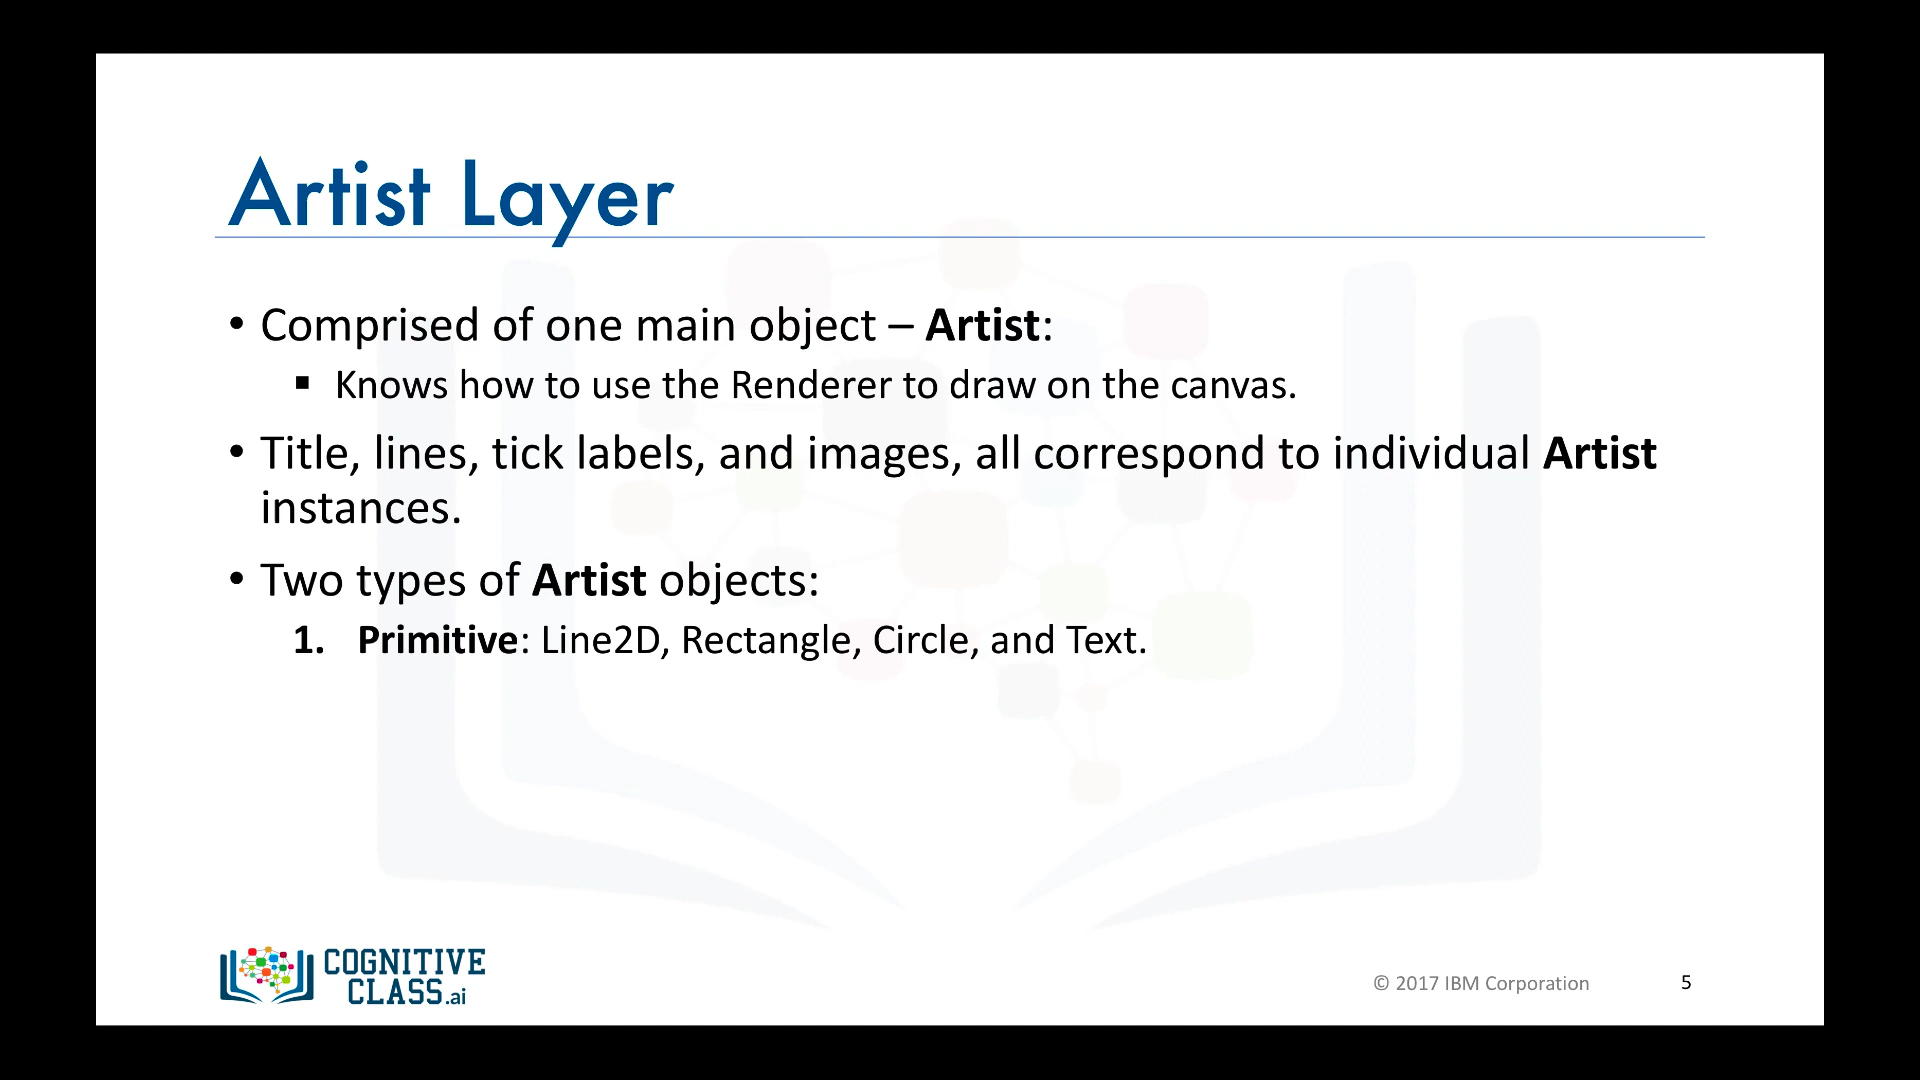 Artist Layer
• Comprised of one main object – Artist:
▪ Knows how to use the Renderer to draw on the canvas.
• Title, lines, tick labels, and images, all correspond to individual Artist
instances.
• Two types of Artist objects:
1. Primitive: Line2D, Rectangle, Circle, and Text.
COGNITIVE
CLASS.ai
© 2017 IBM Corporation
5